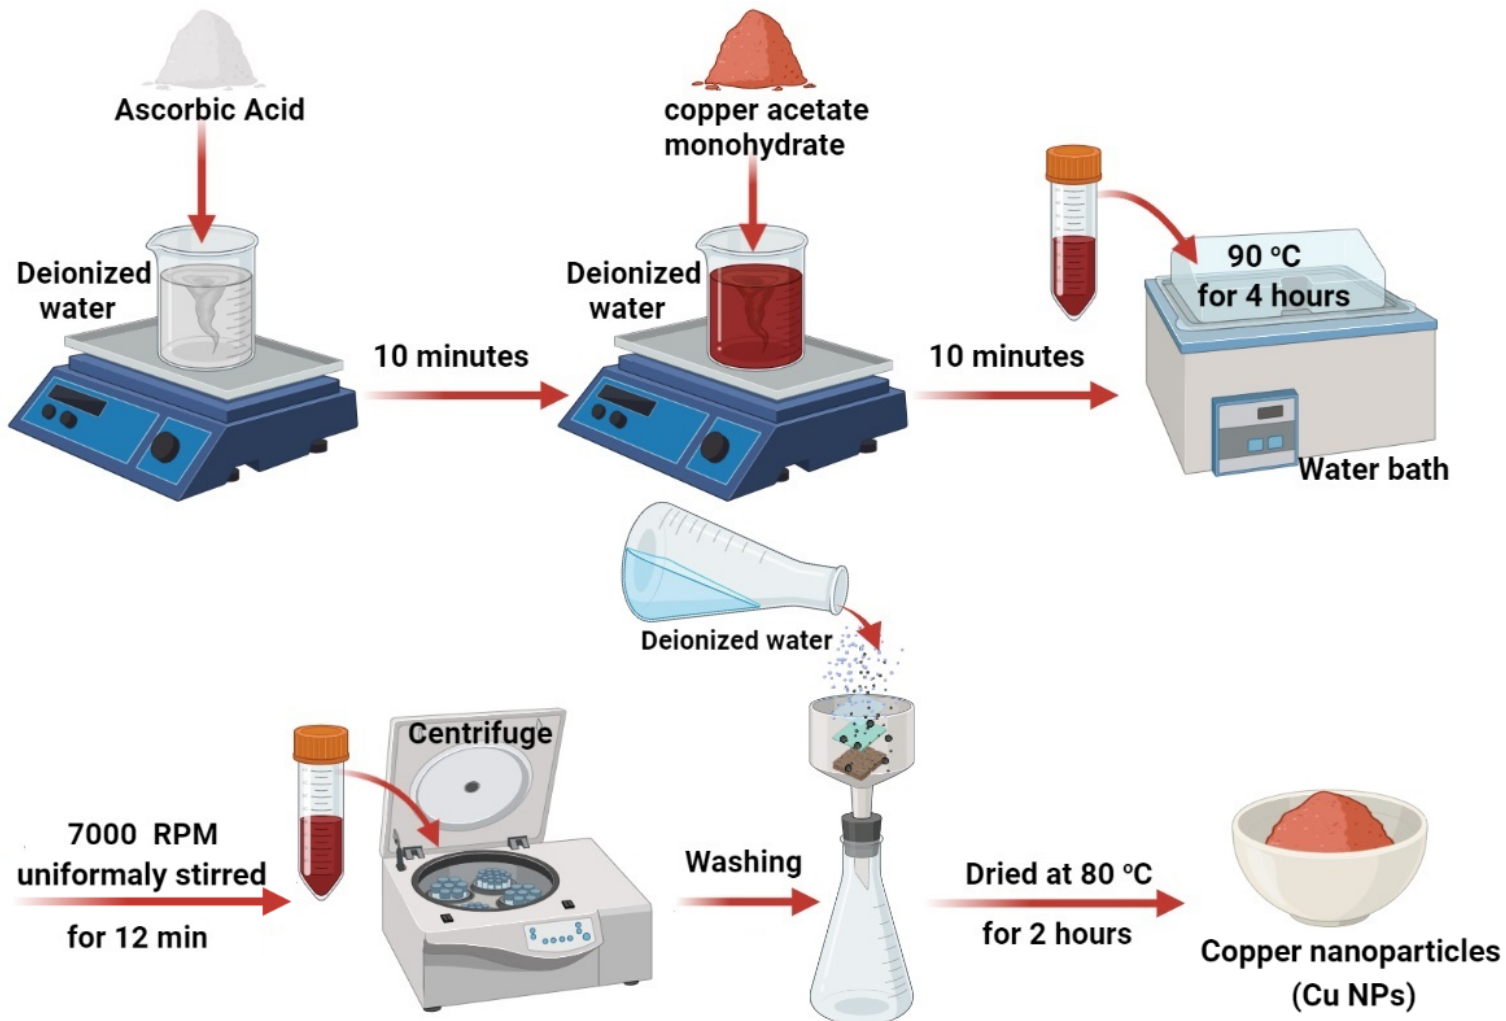 Ascorbic Acid
copper acetate
monohydrate
Deionized
water
10 minutes
Deionized
water
10 minutes
90 °C
for 4 hours
Water bath
Deionized water
7000 RPM
uniformaly stirred
for 12 min
Centrifuge
Washing
Dried at 80 °C
for 2 hours
Copper nanoparticles
(Cu NPs)